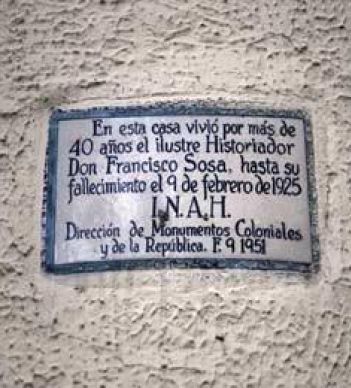 En esta casa vivió por más de
40 años el ilustre Historiador
Don Francisco Sosa, hasta su
fallecimiento el 9 de febrero de 1925
I.N.A.H.
Dirección de Monumentos Coloniales
y de la República. F. 9 1951